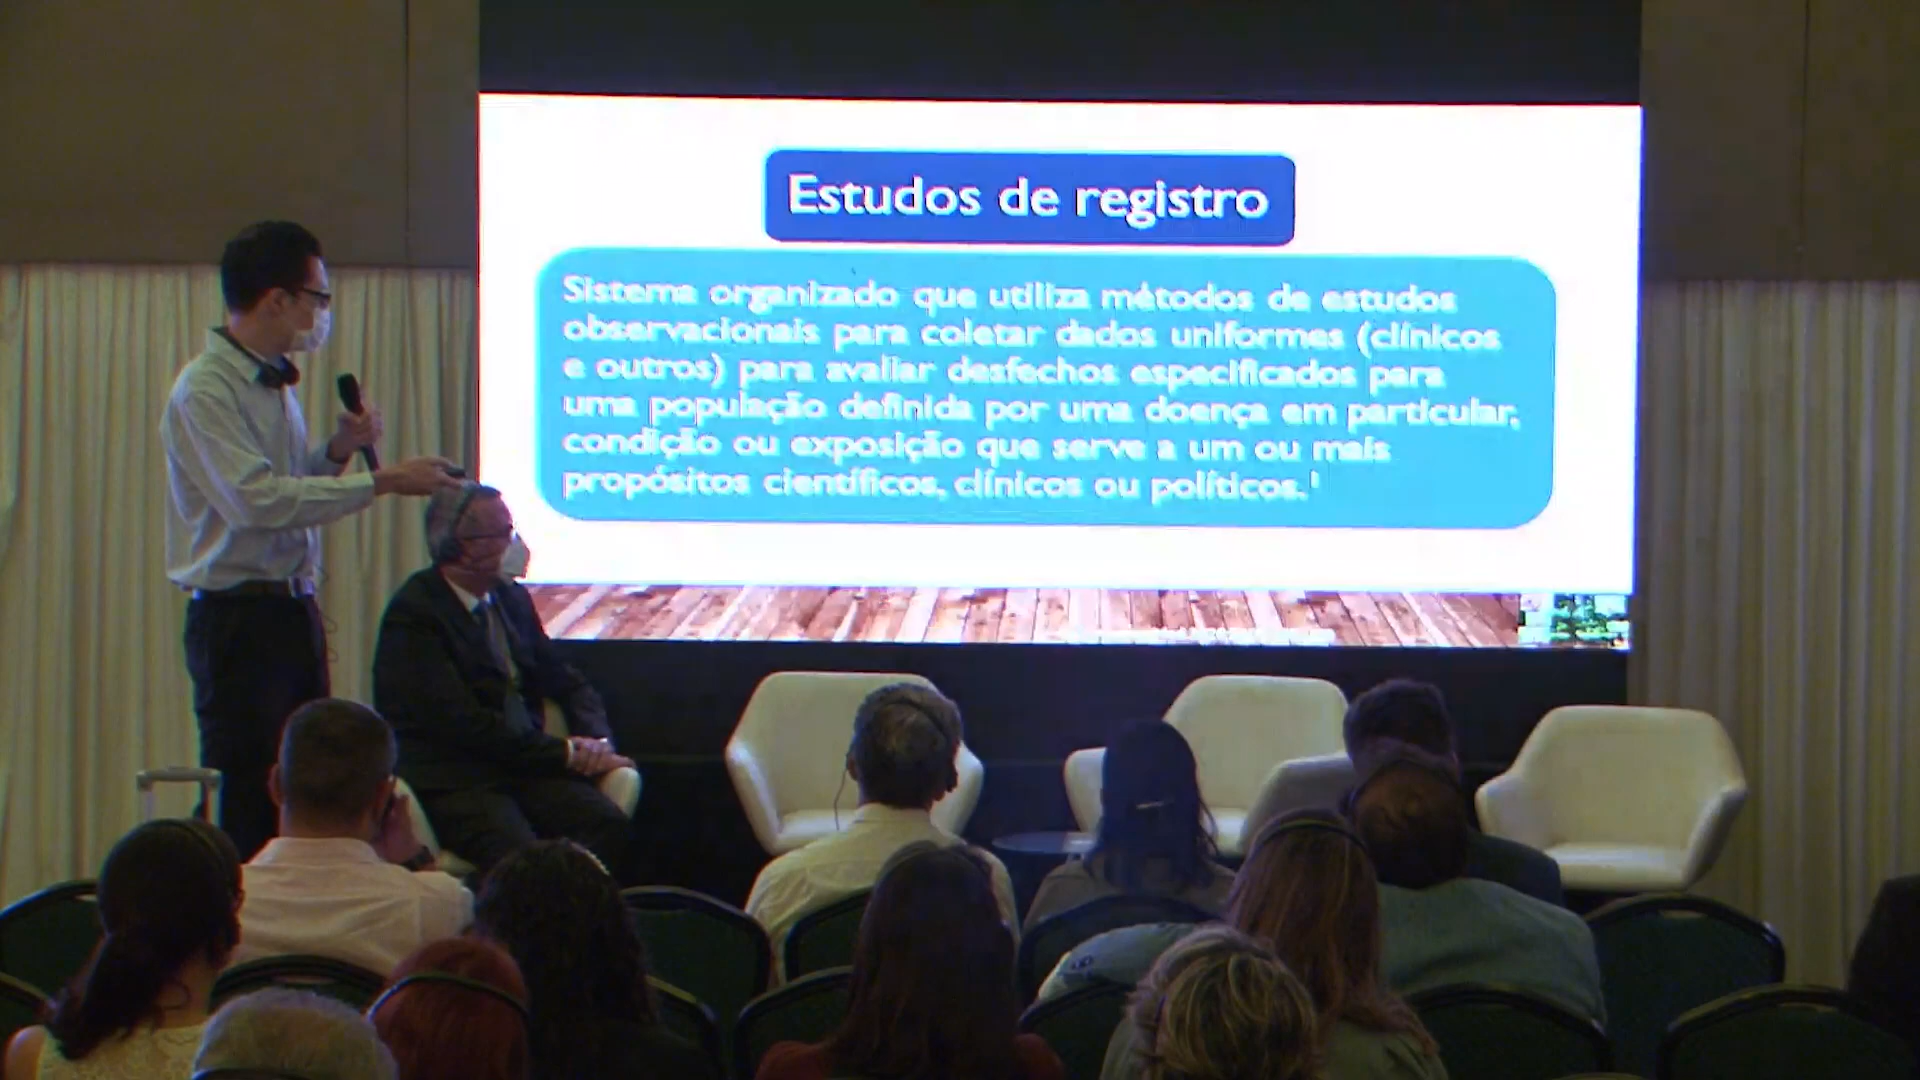 Estudos de registro
Sistema organizado que utiliza métodos de estudos
observacionais para coletar dados uniformes (clínicos
e outros) para avaliar desfechos especificados para
uma população definida por uma doença em particular,
condição ou exposição que serve a um ou mais
propósitos científicos, clínicos ou políticos.¹